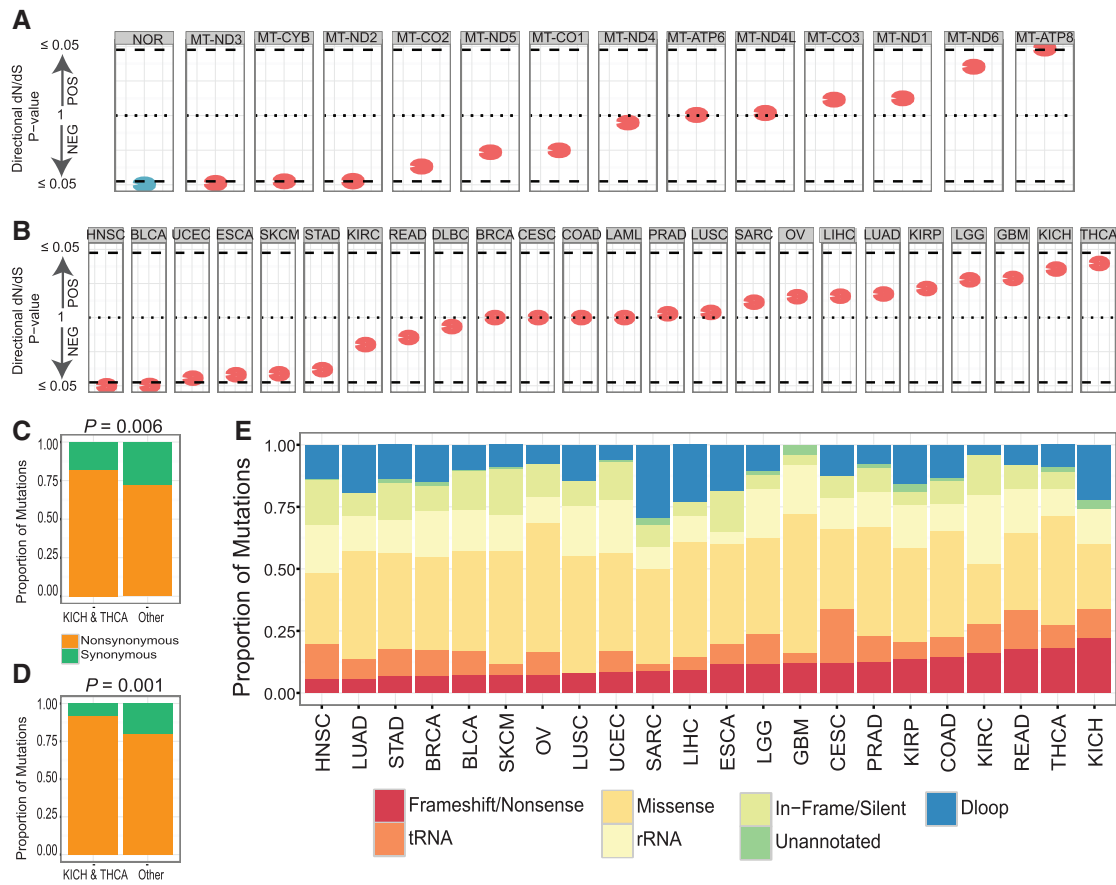 A
NOR MT-ND3 MT-CYB MT-ND2 MT-CO2 MT-ND5 MT-CO1 MT-ND4 MT-ATP6 MT-ND4L MT-CO3 MT-ND1 MT-ND6 MT-ATP8
≤ 0.05
Directional dN/dS
P-value
POS
1
NEG
≤ 0.05
B
HNSC BLCA UCEC ESCA SKCM STAD KIRC READ DLBC BRCA CESC COAD LAML PRAD LUSC SARC OV LIHC LUAD KIRP LGG GBM KICH THCA
≤ 0.05
Directional dN/dS
P-value
POS
1
NEG
≤ 0.05
C
P = 0.006
Proportion of Mutations
1.00
0.75
0.50
0.25
0.00
KICH & THCA Other
Nonsynonymous
Synonymous
D
P = 0.001
Proportion of Mutations
1.00
0.75
0.50
0.25
0.00
KICH & THCA Other
E
Proportion of Mutations
1.00
0.75
0.50
0.25
0.00
HNSC LUAD STAD BRCA BLCA SKCM OV LUSC UCEC SARC LIHC ESCA LGG GBM CESC PRAD KIRP COAD KIRC READ THCA KICH
Frameshift/Nonsense Missense In-Frame/Silent Dloop
tRNA rRNA Unannotated